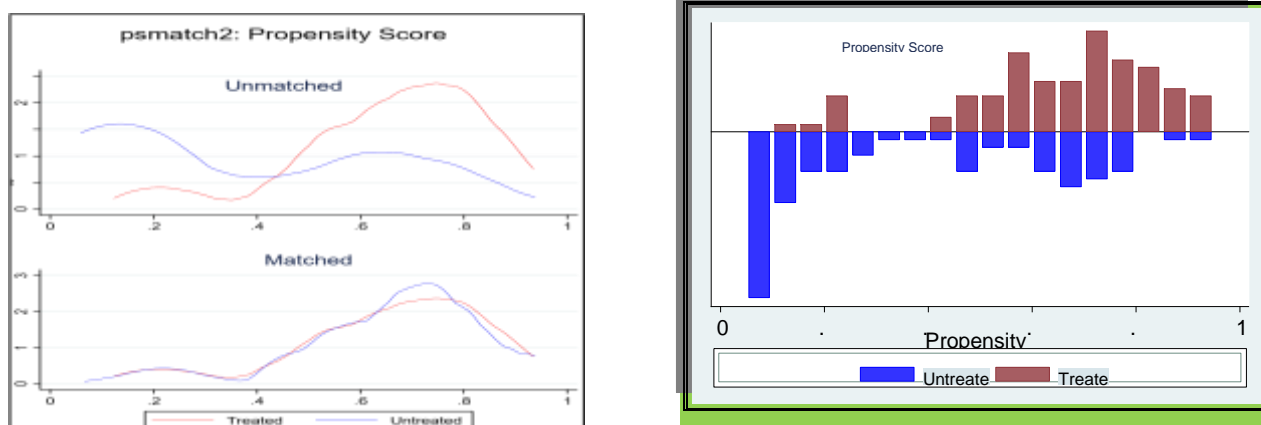 psmatch2: Propensity Score
Unmatched
2
1
0
0 .2 .4 .6 .8 1
Matched
3
2
1
0
0 .2 .4 .6 .8 1
Treated Untreated
Propensity Score
0 . . . . 1
Propensity
Untreate Treate